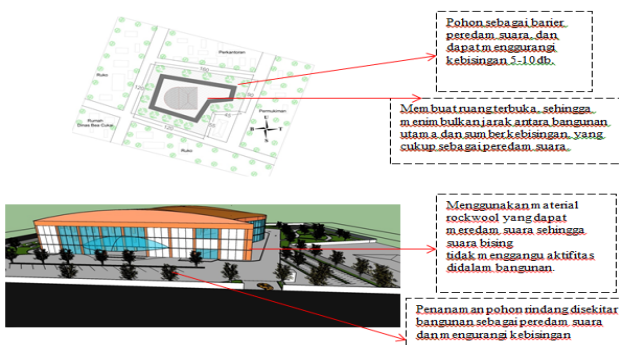 Perkantoran
Ruko
Permukiman
Rumah
Dinas Bea Cukai
Ruko
U
B
T
S
Pohon sebagai barier
peredam suara, dan
dapat menggurangi
kebisingan 5-10 db.
Membuat ruang terbuka, sehingga
menimbulkan jarak antara bangunan
utama dan sumber kebisingan, yang
cukup sebagai peredam suara.
Menggunakan material
rockwool yang dapat
meredam suara sehingga
suara bising
tidak menggangu aktifitas
didalam bangunan.
Penanaman pohon rindang disekitar
bangunan sebagai peredam suara
dan mengurangi kebisingan